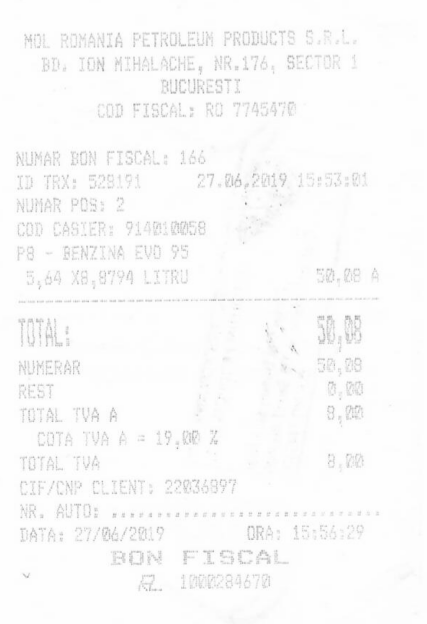 MOL ROMANIA PETROLEUM PRODUCTS S.R.L.
BD. ION MIHALACHE, NR.176, SECTOR 1
BUCURESTI
COD FISCAL: RO 7745470
NUMAR BON FISCAL: 166
ID TRX: 528191 27.06.2019 15:53:01
NUMAR POS: 2
COD CASIER: 914010058
P8 - BENZINA EVO 95
5,64 X8,8794 LITRU 50,08 A
TOTAL: 50,08
NUMERAR 50,08
REST 0,00
TOTAL TVA A 8,00
COTA TVA A = 19,00 %
TOTAL TVA 8,00
CIF/CNP CLIENT: 22036897
NR. AUTO: ..............................
DATA: 27/06/2019 ORA: 15:56:29
BON FISCAL
1000284670